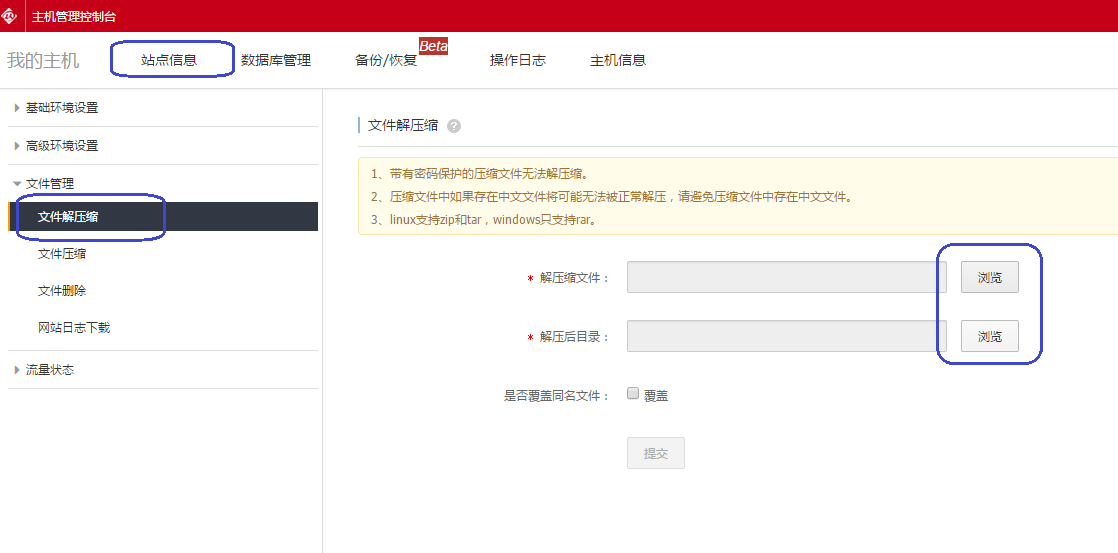 主机管理控制台
我的主机
站点信息
数据库管理
备份/恢复
Beta
操作日志
主机信息
基础环境设置
高级环境设置
文件管理
文件解压缩
文件压缩
文件删除
网站日志下载
流量状态
文件解压缩 ?
1、带有密码保护的压缩文件无法解压缩。
2、压缩文件中如果存在中文文件将可能无法被正常解压，请避免压缩文件中存在中文文件。
3、linux支持zip和tar，windows只支持rar。
* 解压缩文件： 浏览
* 解压后目录： 浏览
是否覆盖同名文件： 覆盖
提交